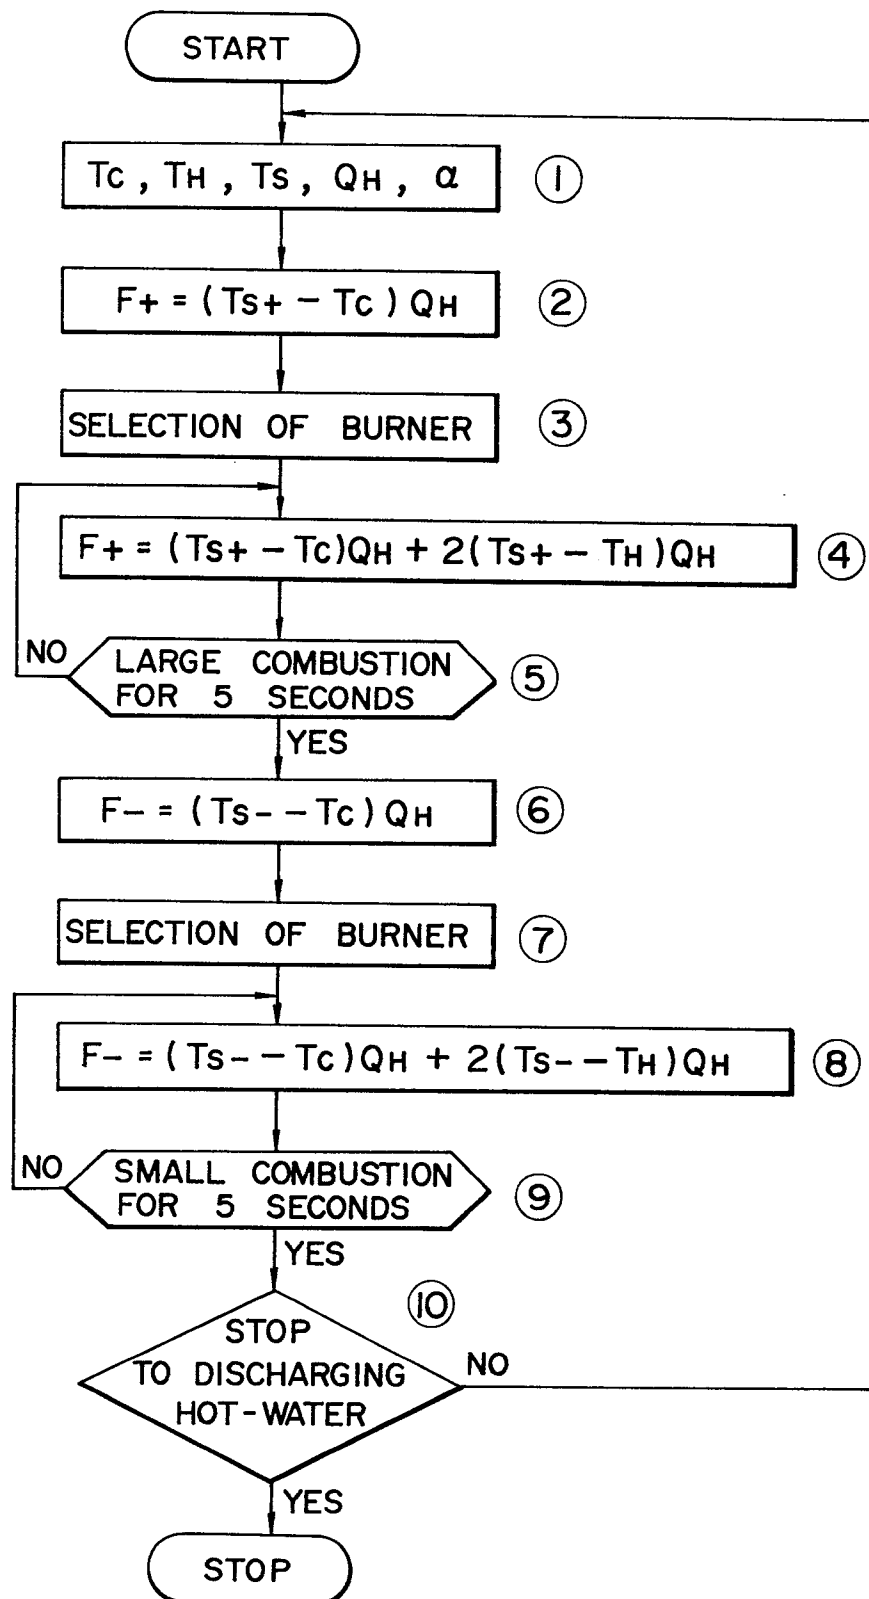 START
Tc, TH, Ts, QH, α ①
F+ = (Ts+ − Tc) QH ②
SELECTION OF BURNER ③
F+ = (Ts+ − Tc)QH + 2(Ts+ − TH)QH ④
NO
LARGE COMBUSTION
FOR 5 SECONDS ⑤
YES
F− = (Ts− − Tc) QH ⑥
SELECTION OF BURNER ⑦
F− = (Ts− − Tc)QH + 2(Ts− − TH)QH ⑧
NO
SMALL COMBUSTION
FOR 5 SECONDS ⑨
YES
⑩
STOP
TO DISCHARGING
HOT-WATER
NO
YES
STOP